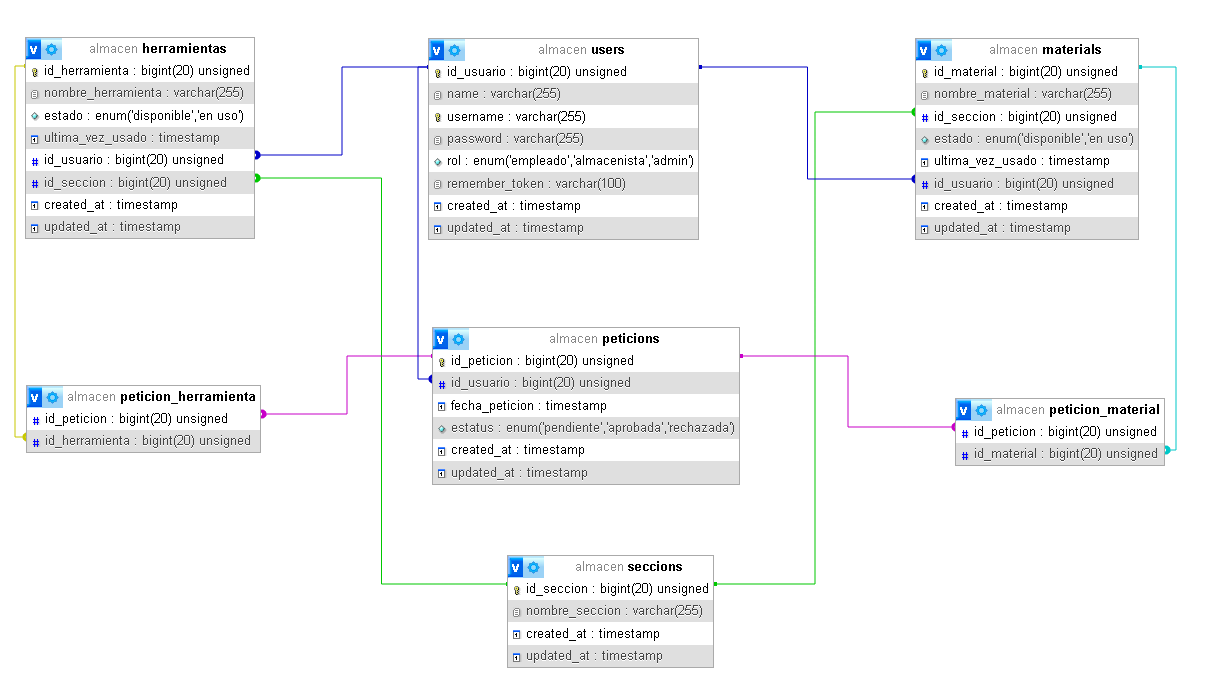 almacen herramientas
id_herramienta : bigint(20) unsigned
nombre_herramienta : varchar(255)
estado : enum('disponible','en uso')
ultima_vez_usado : timestamp
id_usuario : bigint(20) unsigned
id_seccion : bigint(20) unsigned
created_at : timestamp
updated_at : timestamp
almacen users
id_usuario : bigint(20) unsigned
name : varchar(255)
username : varchar(255)
password : varchar(255)
rol : enum('empleado','almacenista','admin')
remember_token : varchar(100)
created_at : timestamp
updated_at : timestamp
almacen materials
id_material : bigint(20) unsigned
nombre_material : varchar(255)
id_seccion : bigint(20) unsigned
estado : enum('disponible','en uso')
ultima_vez_usado : timestamp
id_usuario : bigint(20) unsigned
created_at : timestamp
updated_at : timestamp
almacen peticion_herramienta
id_peticion : bigint(20) unsigned
id_herramienta : bigint(20) unsigned
almacen peticions
id_peticion : bigint(20) unsigned
id_usuario : bigint(20) unsigned
fecha_peticion : timestamp
estatus : enum('pendiente','aprobada','rechazada')
created_at : timestamp
updated_at : timestamp
almacen peticion_material
id_peticion : bigint(20) unsigned
id_material : bigint(20) unsigned
almacen seccions
id_seccion : bigint(20) unsigned
nombre_seccion : varchar(255)
created_at : timestamp
updated_at : timestamp